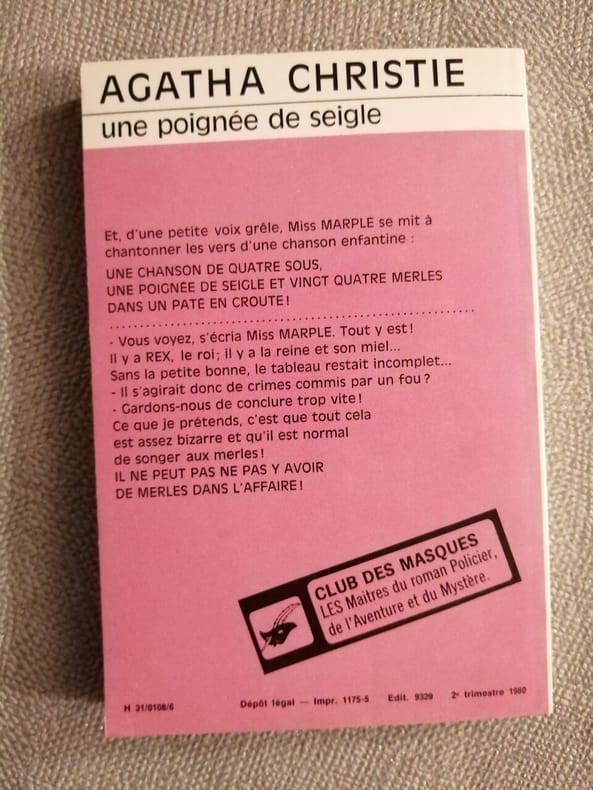 AGATHA CHRISTIE
une poignée de seigle
Et, d'une petite voix grêle, Miss MARPLE se mit à
chantonner les vers d'une chanson enfantine :
UNE CHANSON DE QUATRE SOUS,
UNE POIGNÉE DE SEIGLE ET VINGT QUATRE MERLES
DANS UN PATÉ EN CROUTE!
................................................................
- Vous voyez, s'écria Miss MARPLE. Tout y est!
Il y a REX, le roi; il y a la reine et son miel...
Sans la petite bonne, le tableau restait incomplet...
- Il s'agirait donc de crimes commis par un fou?
- Gardons-nous de conclure trop vite!
Ce que je prétends, c'est que tout cela
est assez bizarre et qu'il est normal
de songer aux merles!
IL NE PEUT PAS NE PAS Y AVOIR
DE MERLES DANS L'AFFAIRE!
CLUB DES MASQUES
LES Maitres du roman Policier,
de l'Aventure et du Mystère.
H 31/0108/6 Dépôt légal — Impr. 1175-5 Edit. 9329 2e trimestre 1980